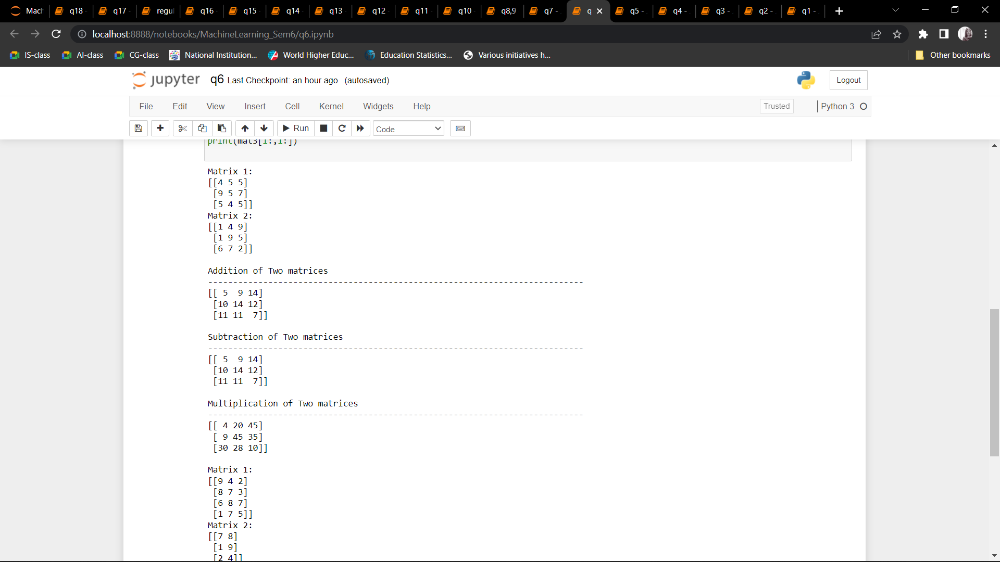 Mach q18 - q17 - regul q16 q15 q14 q13 q12 q11 q10 q8,9 q7 - q q5 - q4 - q3 - q2 - q1 -
localhost:8888/notebooks/MachineLearning_Sem6/q6.ipynb
IS-class AI-class CG-class National Institution... World Higher Educ... Education Statistics... Various initiatives h... Other bookmarks
jupyter q6 Last Checkpoint: an hour ago (autosaved) Logout
File Edit View Insert Cell Kernel Widgets Help Trusted Python 3
Run Code
print(mat3[1:,1:])
Matrix 1:
[[4 5 5]
[9 5 7]
[5 4 5]]
Matrix 2:
[[1 4 9]
[1 9 5]
[6 7 2]]
Addition of Two matrices
---------------------------------------------------------------------------
[[ 5  9 14]
[10 14 12]
[11 11  7]]
Subtraction of Two matrices
---------------------------------------------------------------------------
[[ 5  9 14]
[10 14 12]
[11 11  7]]
Multiplication of Two matrices
---------------------------------------------------------------------------
[[ 4 20 45]
[ 9 45 35]
[30 28 10]]
Matrix 1:
[[9 4 2]
[8 7 3]
[6 8 7]
[1 7 5]]
Matrix 2:
[[7 8]
[1 9]
[2 4]]